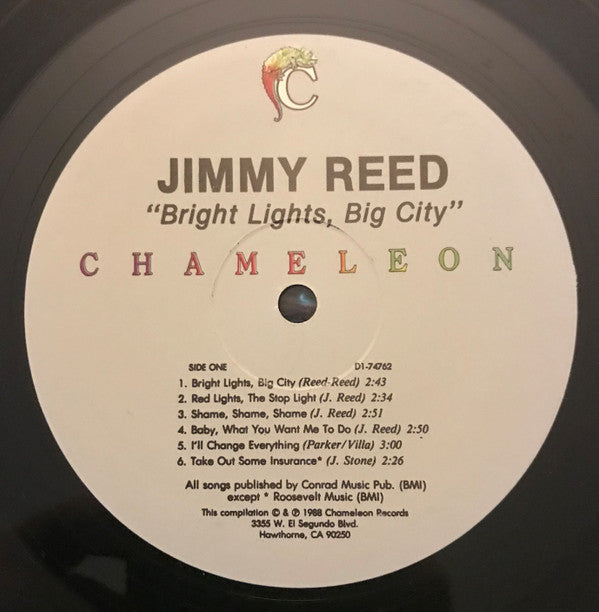 C
JIMMY REED
"Bright Lights, Big City"
CHAMELEON
SIDE ONE D1-74762
1. Bright Lights, Big City (Reed-Reed) 2:43
2. Red Lights, The Stop Light (J. Reed) 2:34
3. Shame, Shame, Shame (J. Reed) 2:51
4. Baby, What You Want Me To Do (J. Reed) 2:50
5. I'll Change Everything (Parker/Villa) 3:00
6. Take Out Some Insurance* (J. Stone) 2:26
All songs published by Conrad Music Pub. (BMI)
except * Roosevelt Music (BMI)
This compilation © & ℗ 1988 Chameleon Records
3355 W. El Segundo Blvd.
Hawthorne, CA 90250